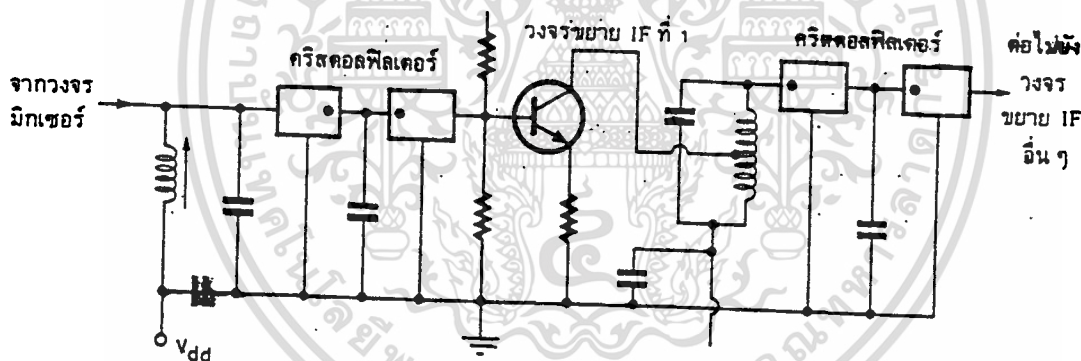 จากวงจร
มิกเซอร์
คริสตอลฟิลเตอร์
วงจรขยาย IF ที่ 1
คริสตอลฟิลเตอร์
ต่อไปยัง
วงจร
ขยาย IF
อื่น ๆ
Vdd